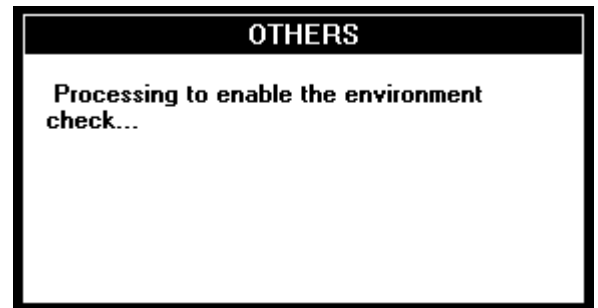 OTHERS
Processing to enable the environment
check...